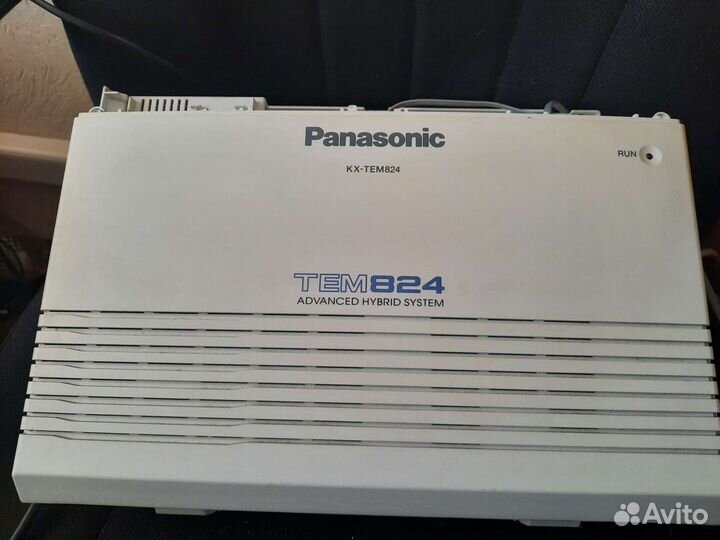 Panasonic
KX-TEM824
RUN
TEM824
ADVANCED HYBRID SYSTEM
Avito